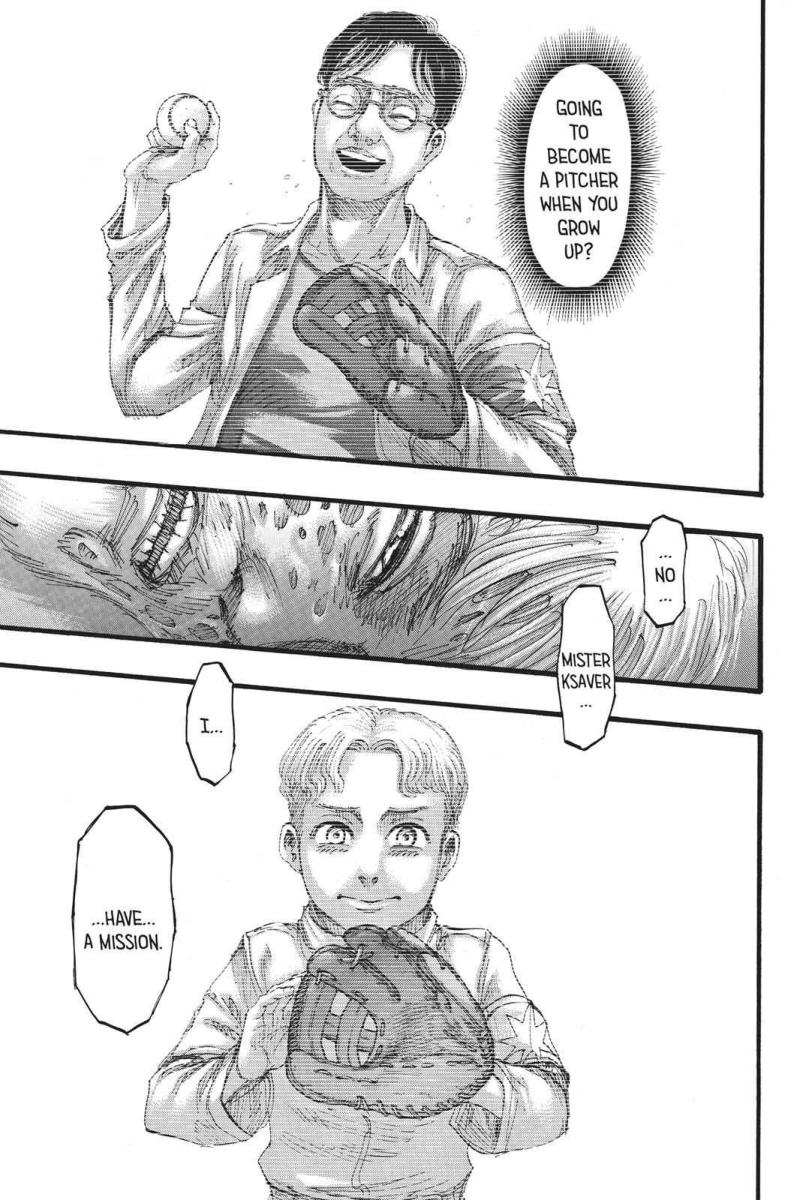 GOING
TO
BECOME
A PITCHER
WHEN YOU
GROW
UP?
...
NO
...
MISTER
KSAVER
...
I...
...HAVE...
A MISSION.